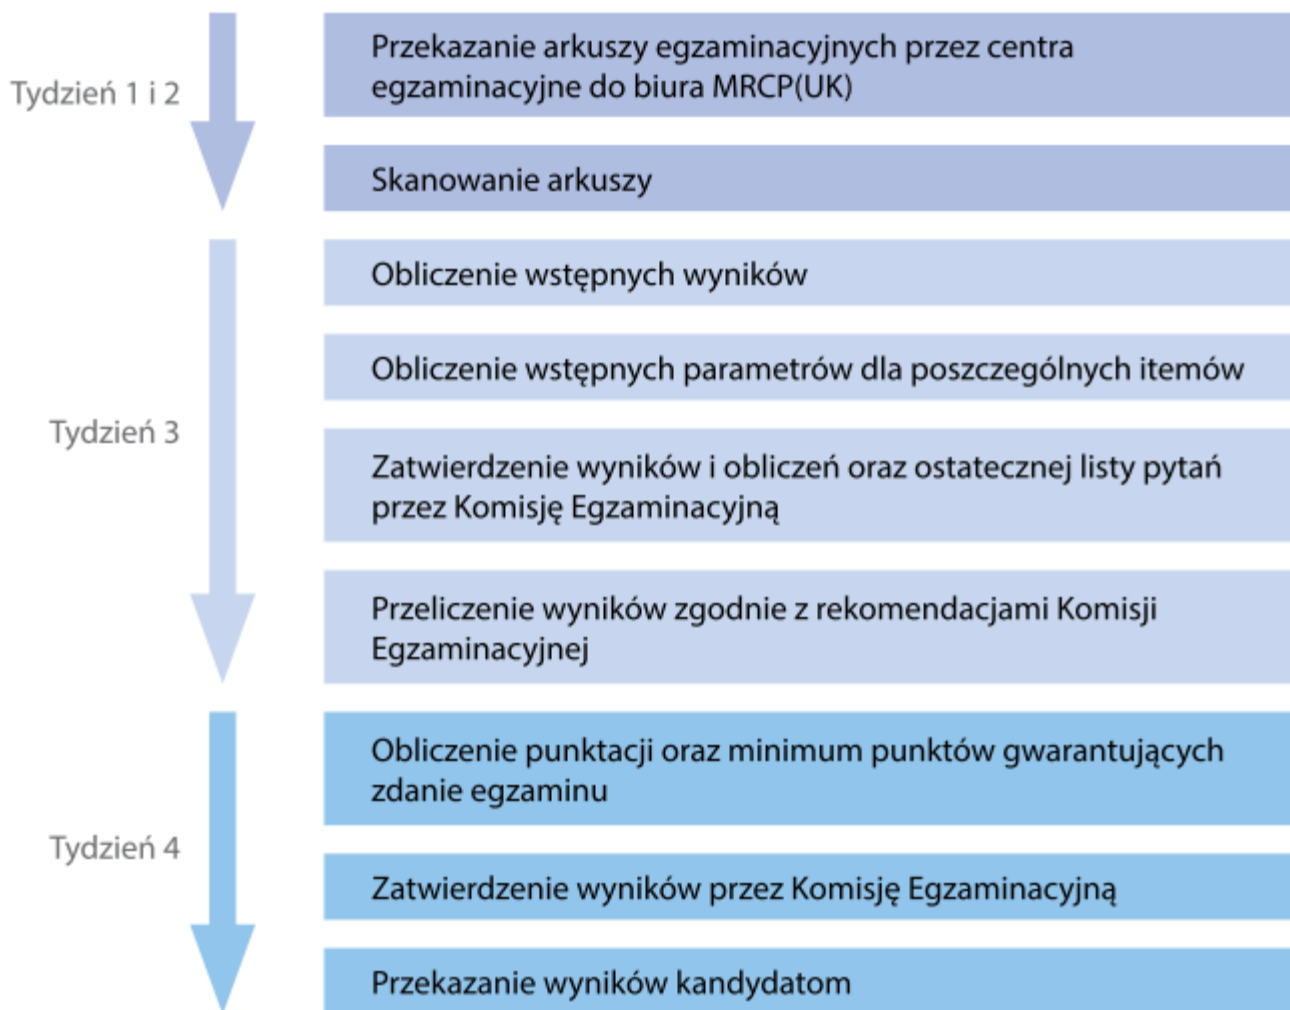 Tydzień 1 i 2
Przekazanie arkuszy egzaminacyjnych przez centra
egzaminacyjne do biura MRCP(UK)
Skanowanie arkuszy
Tydzień 3
Obliczenie wstępnych wyników
Obliczenie wstępnych parametrów dla poszczególnych itemów
Zatwierdzenie wyników i obliczeń oraz ostatecznej listy pytań
przez Komisję Egzaminacyjną
Przeliczenie wyników zgodnie z rekomendacjami Komisji
Egzaminacyjnej
Tydzień 4
Obliczenie punktacji oraz minimum punktów gwarantujących
zdanie egzaminu
Zatwierdzenie wyników przez Komisję Egzaminacyjną
Przekazanie wyników kandydatom